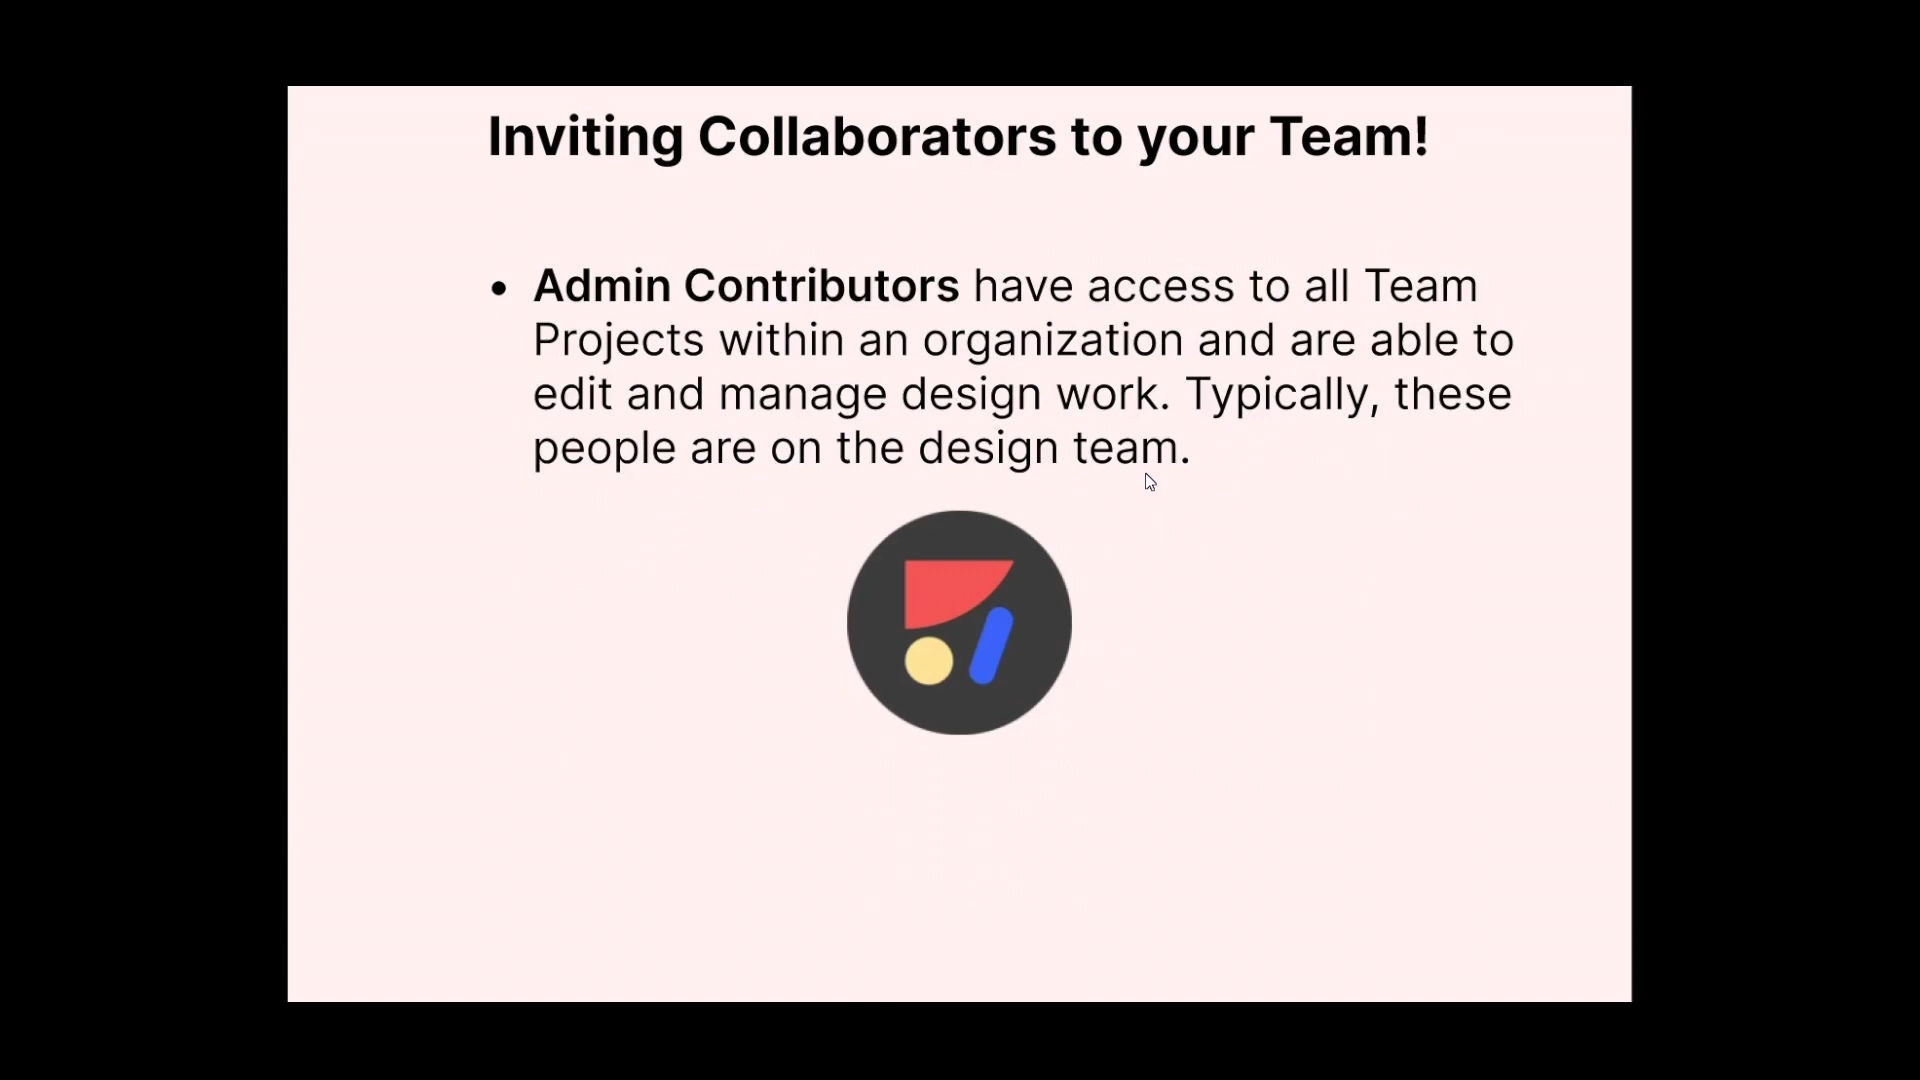 Inviting Collaborators to your Team!
• Admin Contributors have access to all Team
Projects within an organization and are able to
edit and manage design work. Typically, these
people are on the design team.